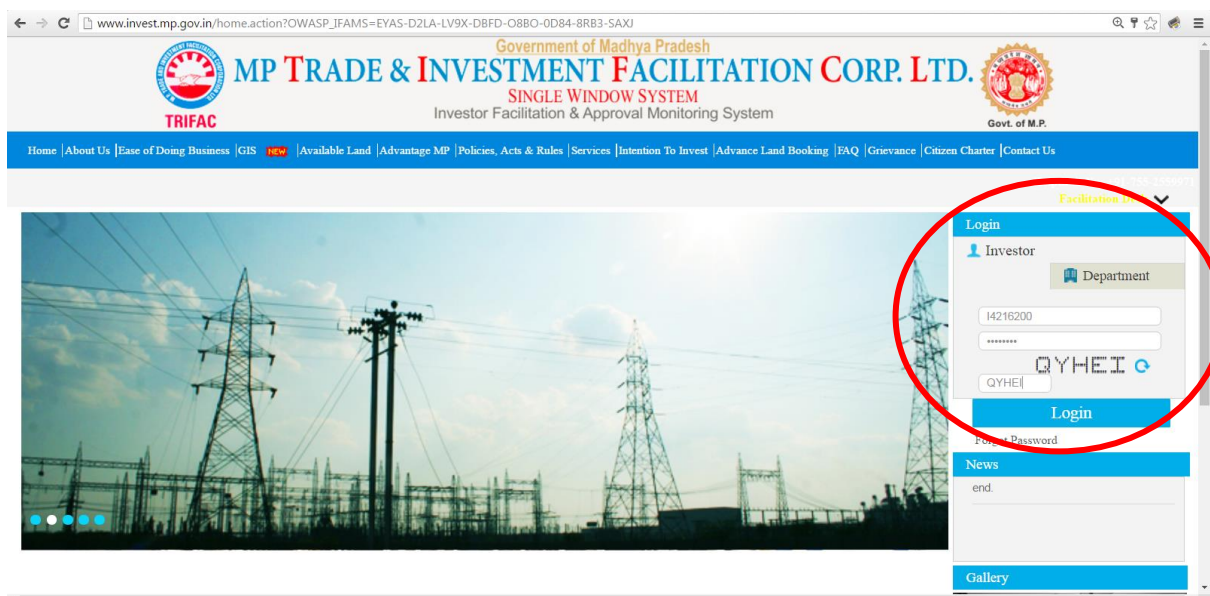 www.invest.mp.gov.in/home.action?OWASP_IFAMS=EYAS-D2LA-LV9X-DBFD-O8BO-0D84-8RB3-SAXJ
Government of Madhya Pradesh
MP TRADE & INVESTMENT FACILITATION CORP. LTD.
SINGLE WINDOW SYSTEM
Investor Facilitation & Approval Monitoring System
TRIFAC
Govt. of M.P.
Home |About Us |Ease of Doing Business |GIS NEW |Available Land |Advantage MP |Policies, Acts & Rules |Services |Intention To Invest |Advance Land Booking |FAQ |Grievance |Citizen Charter |Contact Us
Facilitation
Login
Investor
Department
I4216200
••••••••
QYHEI
QYHEI
Login
Forgot Password
News
end.
Gallery